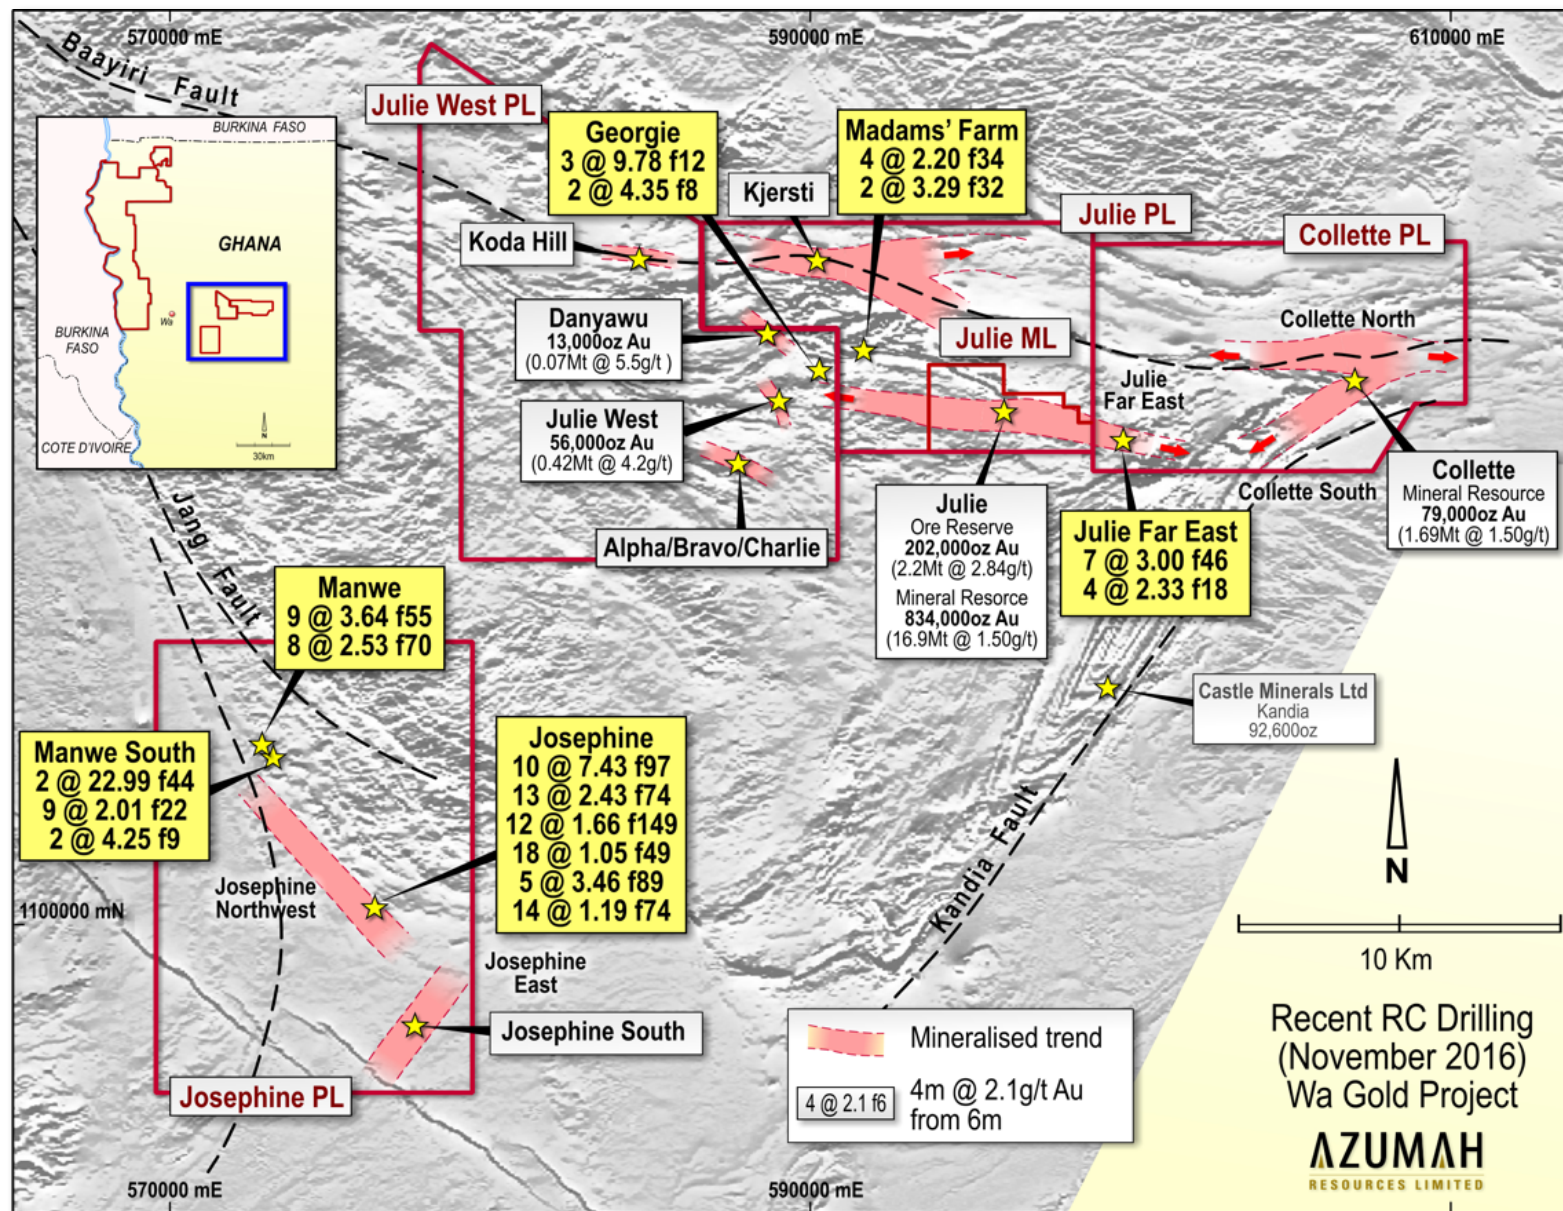 570000 mE
590000 mE
610000 mE
Baayiri Fault
Julie West PL
Georgie
3 @ 9.78 f12
2 @ 4.35 f8
Madams' Farm
4 @ 2.20 f34
2 @ 3.29 f32
BURKINA FASO
GHANA
Wa
BURKINA
FASO
COTE D'IVOIRE
N
30km
Kjersti
Koda Hill
Julie PL
Collette PL
Danyawu
13,000oz Au
(0.07Mt @ 5.5g/t )
Julie ML
Collette North
Julie
Far East
Julie West
56,000oz Au
(0.42Mt @ 4.2g/t)
Alpha/Bravo/Charlie
Julie
Ore Reserve
202,000oz Au
(2.2Mt @ 2.84g/t)
Mineral Resorce
834,000oz Au
(16.9Mt @ 1.50g/t)
Julie Far East
7 @ 3.00 f46
4 @ 2.33 f18
Collette South
Collette
Mineral Resource
79,000oz Au
(1.69Mt @ 1.50g/t)
Jang Fault
Manwe
9 @ 3.64 f55
8 @ 2.53 f70
Castle Minerals Ltd
Kandia
92,600oz
Manwe South
2 @ 22.99 f44
9 @ 2.01 f22
2 @ 4.25 f9
Josephine
10 @ 7.43 f97
13 @ 2.43 f74
12 @ 1.66 f149
18 @ 1.05 f49
5 @ 3.46 f89
14 @ 1.19 f74
Kandia Fault
Josephine
Northwest
1100000 mN
Josephine
East
Josephine South
Josephine PL
N
10 Km
Mineralised trend
4 @ 2.1 f6
4m @ 2.1g/t Au
from 6m
Recent RC Drilling
(November 2016)
Wa Gold Project
AZUMAH
RESOURCES LIMITED
570000 mE
590000 mE